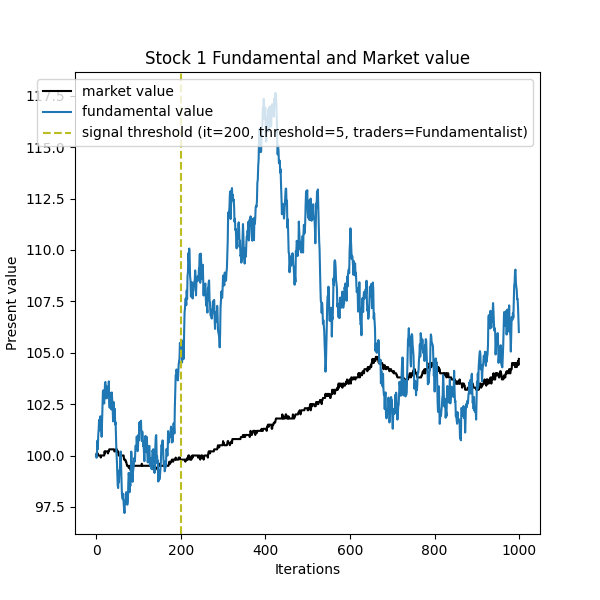 Stock 1 Fundamental and Market value
market value
fundamental value
signal threshold (it=200, threshold=5, traders=Fundamentalist)
117.5
115.0
112.5
110.0
107.5
105.0
102.5
100.0
97.5
Present value
0 200 400 600 800 1000
Iterations